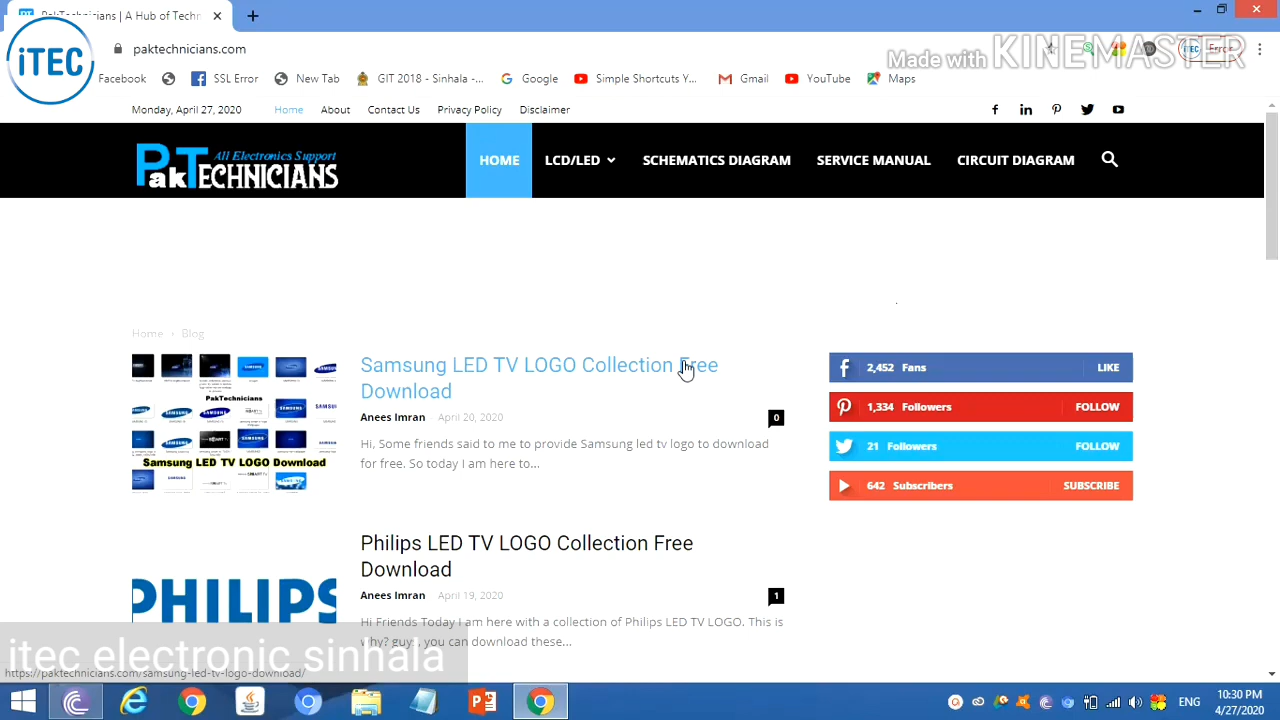 PakTechnicians | A Hub of Techn
iTEC
paktechnicians.com
Error
Made with KINEMASTER
Facebook
SSL Error
New Tab
GIT 2018 - Sinhala -...
Google
Simple Shortcuts Y...
Gmail
YouTube
Maps
Monday, April 27, 2020
Home
About
Contact Us
Privacy Policy
Disclaimer
PakTECHNICIANS
All Electronics Support
HOME
LCD/LED
SCHEMATICS DIAGRAM
SERVICE MANUAL
CIRCUIT DIAGRAM
Home › Blog
Samsung LED TV LOGO Collection Free
Download
Anees Imran April 20, 2020
0
Hi, Some friends said to me to provide Samsung led tv logo to download
for free. So today I am here to...
PakTechnicians
Samsung LED TV LOGO Download
2,452 Fans LIKE
1,334 Followers FOLLOW
21 Followers FOLLOW
642 Subscribers SUBSCRIBE
Philips LED TV LOGO Collection Free
Download
Anees Imran April 19, 2020
1
Hi Friends Today I am here with a collection of Philips LED TV LOGO. This is
why? guys, you can download these...
PHILIPS
itec electronic sinhala
https://paktechnicians.com/samsung-led-tv-logo-download/
ENG
10:30 PM
4/27/2020